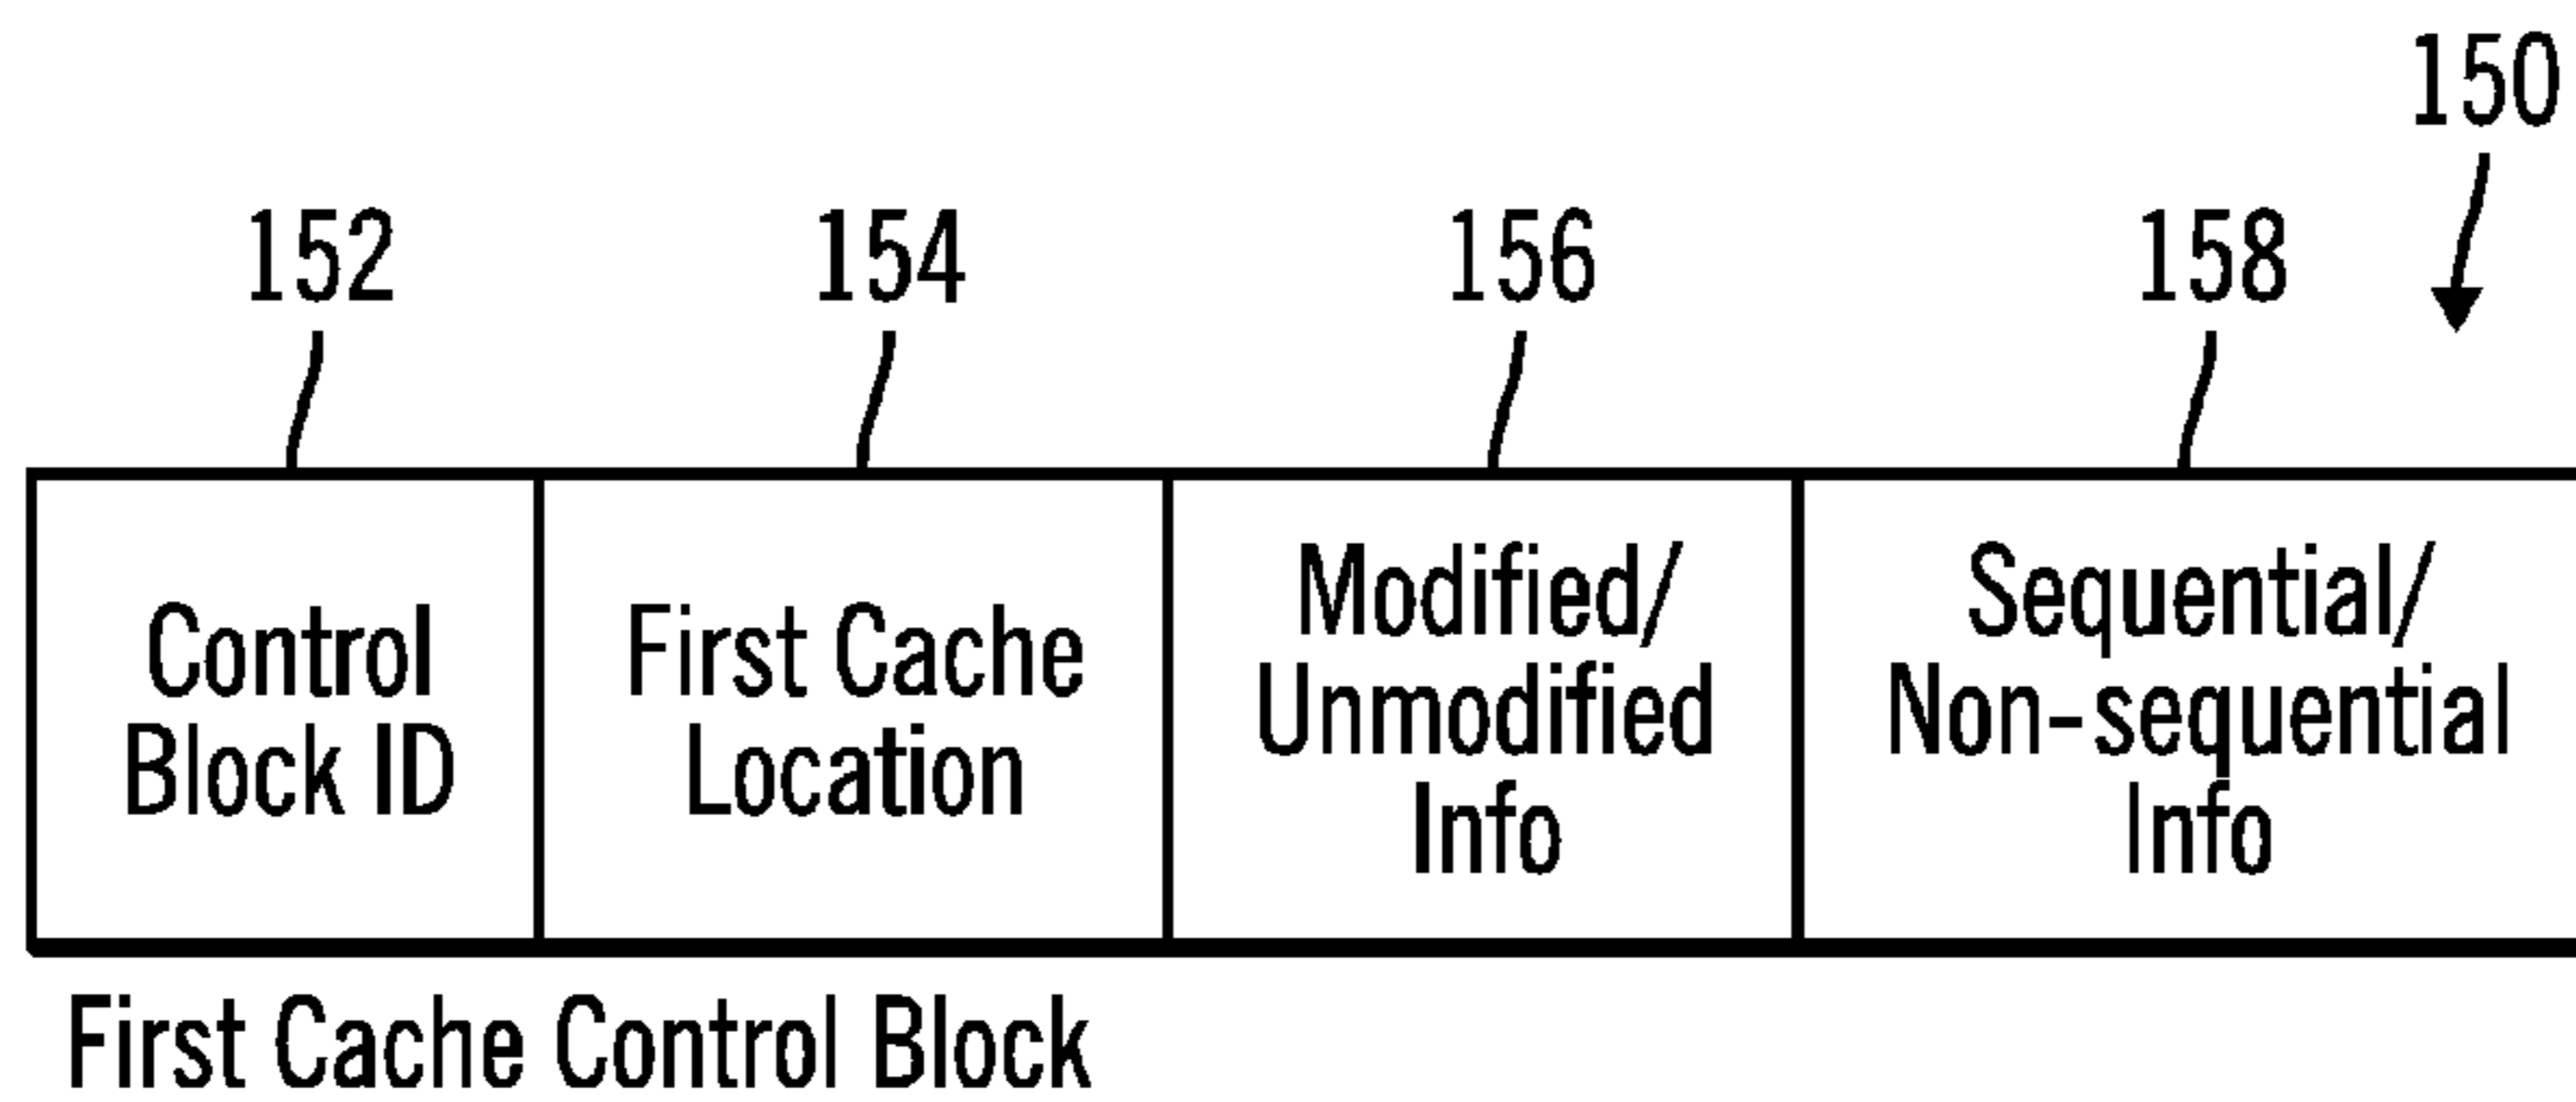 150
152
154
156
158
Control
Block ID
First Cache
Location
Modified/
Unmodified
Info
Sequential/
Non-sequential
Info
First Cache Control Block